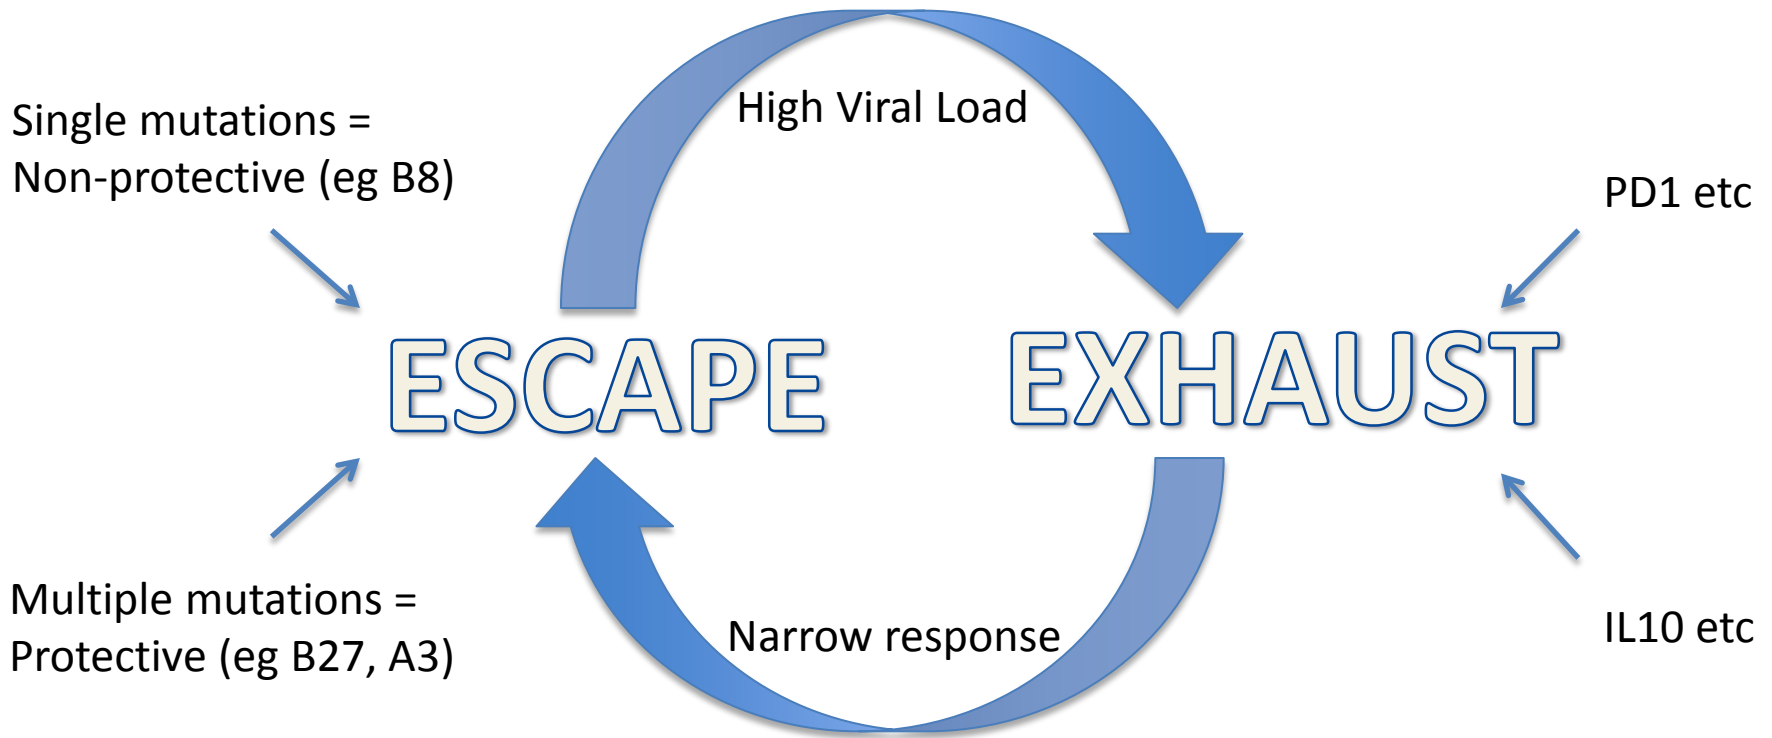 High Viral Load
Single mutations =
Non-protective (eg B8)
PD1 etc
ESCAPE
EXHAUST
Multiple mutations =
Protective (eg B27, A3)
Narrow response
IL10 etc